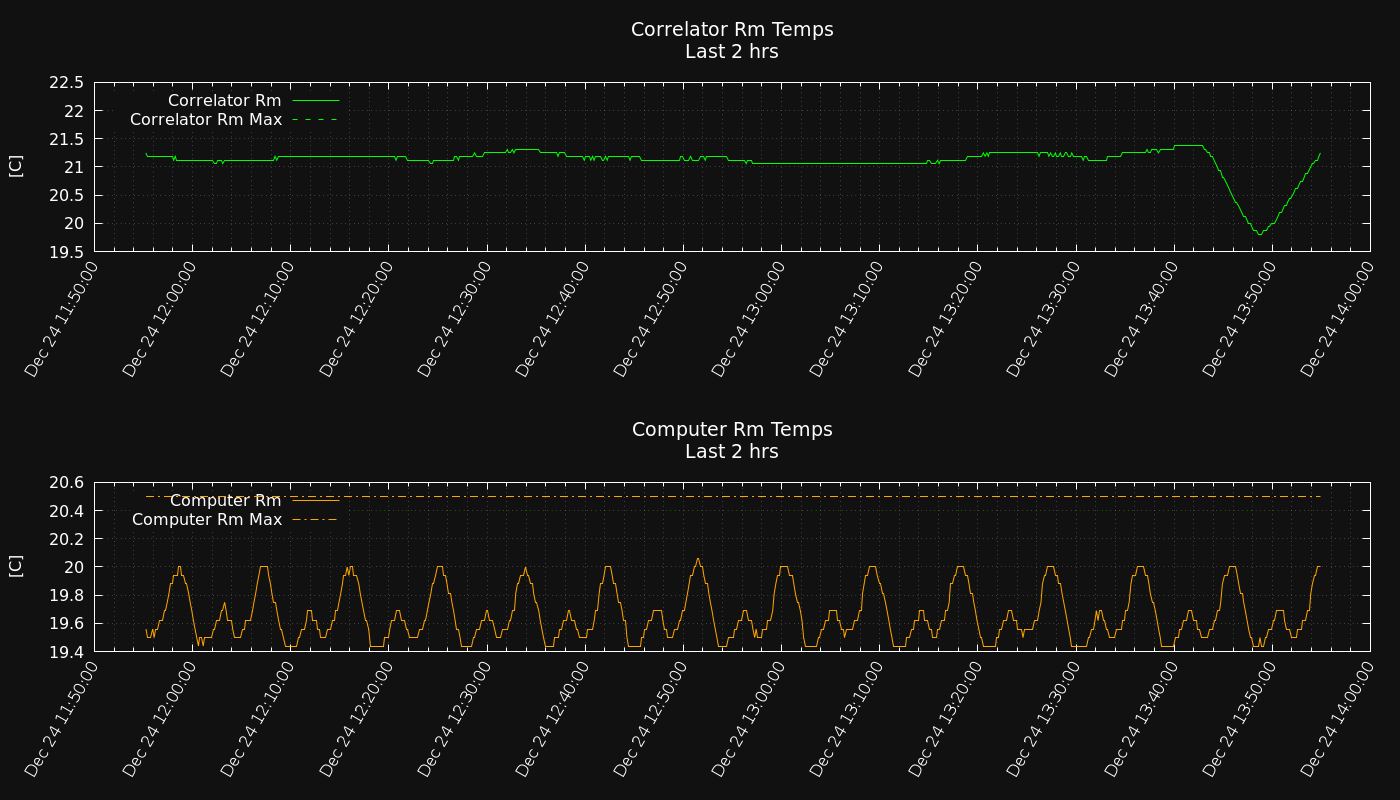 Correlator Rm Temps
Last 2 hrs
22.5
22
21.5
21
20.5
20
19.5
[C]
Correlator Rm
Correlator Rm Max
Dec 24 11:50:00
Dec 24 12:00:00
Dec 24 12:10:00
Dec 24 12:20:00
Dec 24 12:30:00
Dec 24 12:40:00
Dec 24 12:50:00
Dec 24 13:00:00
Dec 24 13:10:00
Dec 24 13:20:00
Dec 24 13:30:00
Dec 24 13:40:00
Dec 24 13:50:00
Dec 24 14:00:00
Computer Rm Temps
Last 2 hrs
20.6
20.4
20.2
20
19.8
19.6
19.4
[C]
Computer Rm
Computer Rm Max
Dec 24 11:50:00
Dec 24 12:00:00
Dec 24 12:10:00
Dec 24 12:20:00
Dec 24 12:30:00
Dec 24 12:40:00
Dec 24 12:50:00
Dec 24 13:00:00
Dec 24 13:10:00
Dec 24 13:20:00
Dec 24 13:30:00
Dec 24 13:40:00
Dec 24 13:50:00
Dec 24 14:00:00